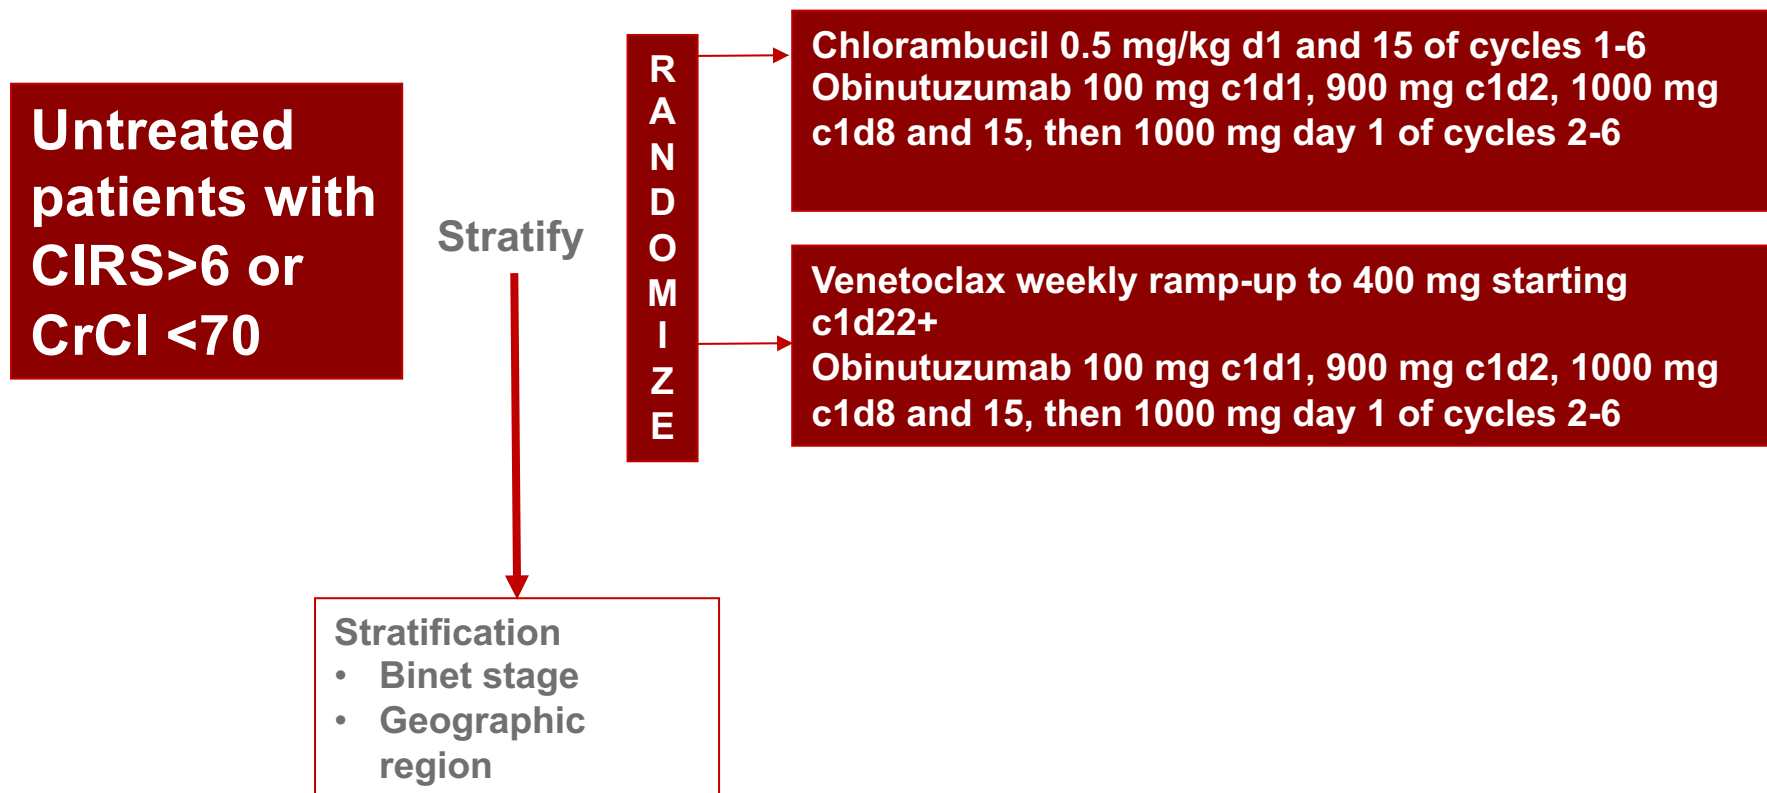 Untreated
patients with
CIRS>6 or
CrCl <70
Stratify
R
A
N
D
O
M
I
Z
E
Chlorambucil 0.5 mg/kg d1 and 15 of cycles 1-6
Obinutuzumab 100 mg c1d1, 900 mg c1d2, 1000 mg
c1d8 and 15, then 1000 mg day 1 of cycles 2-6
Venetoclax weekly ramp-up to 400 mg starting
c1d22+
Obinutuzumab 100 mg c1d1, 900 mg c1d2, 1000 mg
c1d8 and 15, then 1000 mg day 1 of cycles 2-6
Stratification
• Binet stage
• Geographic
region